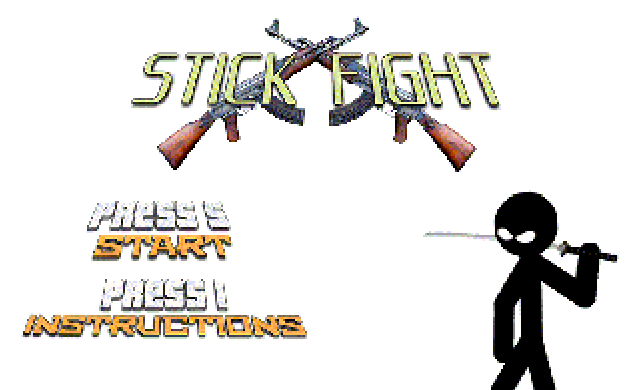 STICK FIGHT
PRESS S
START
PRESS I
INSTRUCTIONS